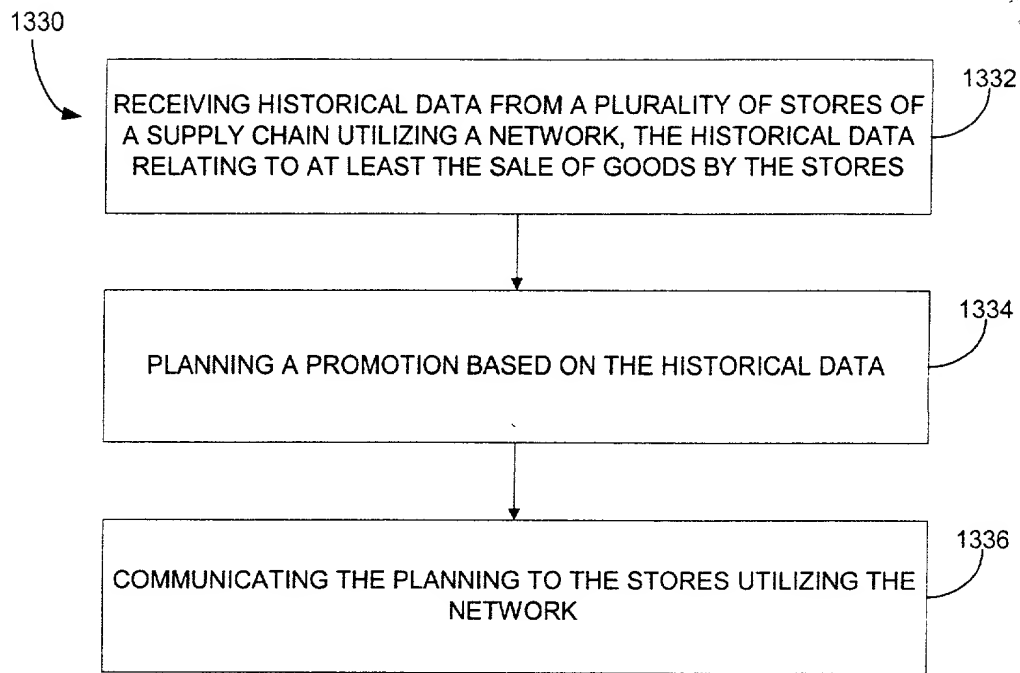 1330
1332
RECEIVING HISTORICAL DATA FROM A PLURALITY OF STORES OF
A SUPPLY CHAIN UTILIZING A NETWORK, THE HISTORICAL DATA
RELATING TO AT LEAST THE SALE OF GOODS BY THE STORES
1334
PLANNING A PROMOTION BASED ON THE HISTORICAL DATA
1336
COMMUNICATING THE PLANNING TO THE STORES UTILIZING THE
NETWORK